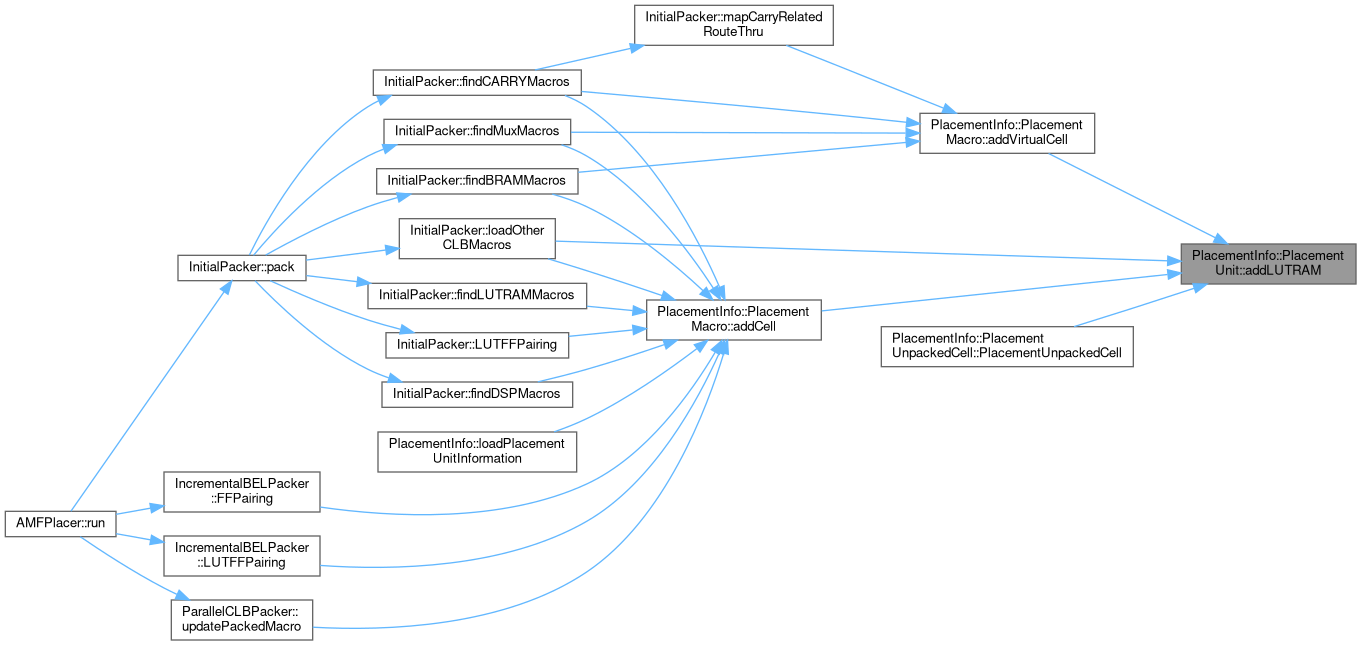 InitialPacker::mapCarryRelated
RouteThru
InitialPacker::findCARRYMacros
InitialPacker::findMuxMacros
PlacementInfo::Placement
Macro::addVirtualCell
InitialPacker::findBRAMMacros
InitialPacker::loadOther
CLBMacros
InitialPacker::pack
PlacementInfo::Placement
Unit::addLUTRAM
InitialPacker::findLUTRAMMacros
PlacementInfo::Placement
Macro::addCell
InitialPacker::LUTFFPairing
PlacementInfo::Placement
UnpackedCell::PlacementUnpackedCell
InitialPacker::findDSPMacros
PlacementInfo::loadPlacement
UnitInformation
IncrementalBELPacker
::FFPairing
AMFPlacer::run
IncrementalBELPacker
::LUTFFPairing
ParallelCLBPacker::
updatePackedMacro